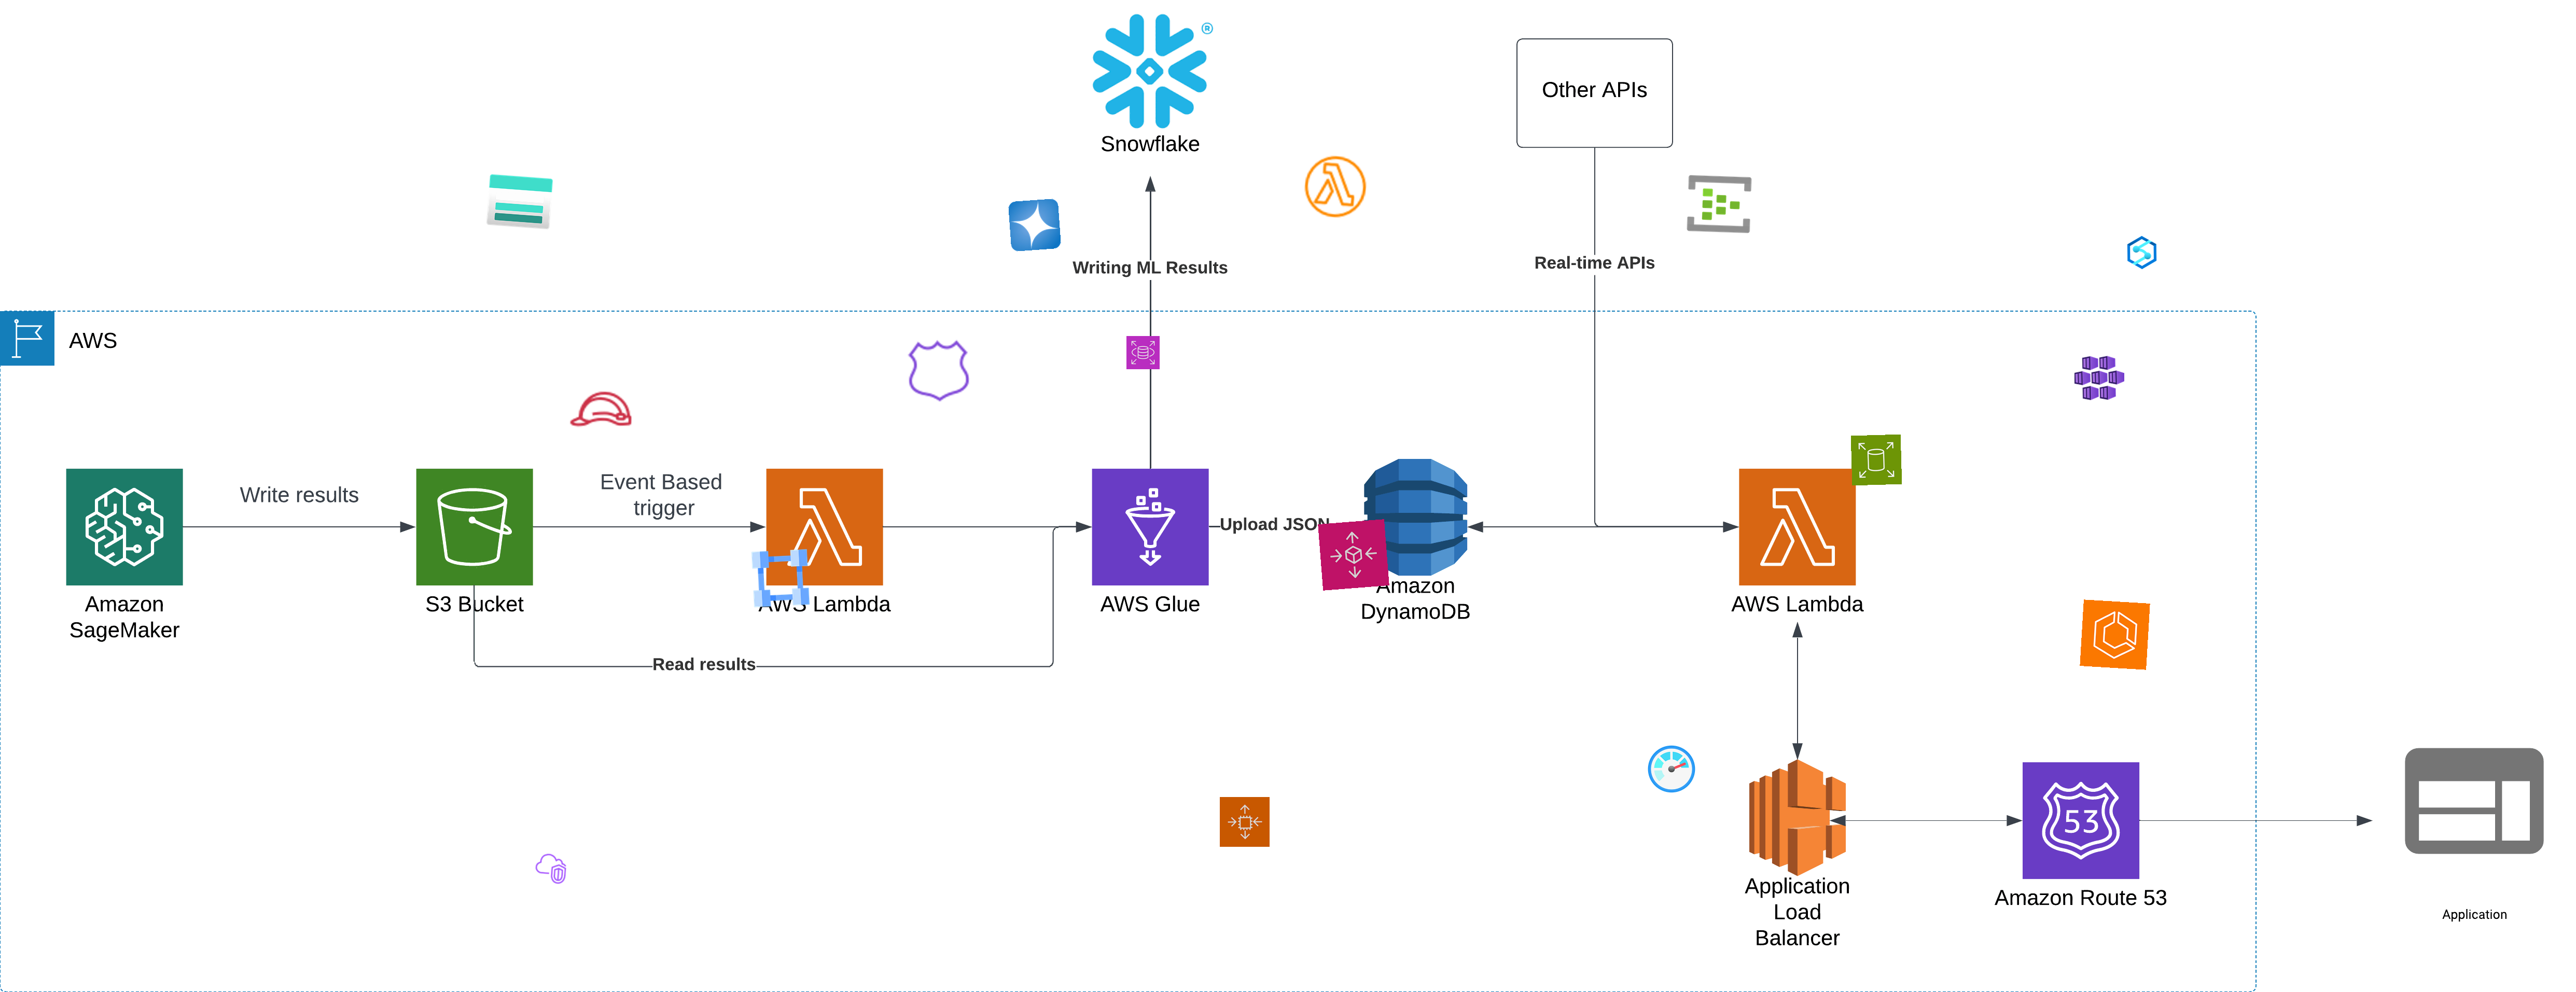 ®
Snowflake
Other APIs
Writing ML Results
Real-time APIs
AWS
Write results
Event Based
trigger
Upload JSON
Amazon
SageMaker
S3 Bucket
AWS Lambda
AWS Glue
Amazon
DynamoDB
AWS Lambda
Read results
53
Application
Load
Balancer
Amazon Route 53
Application